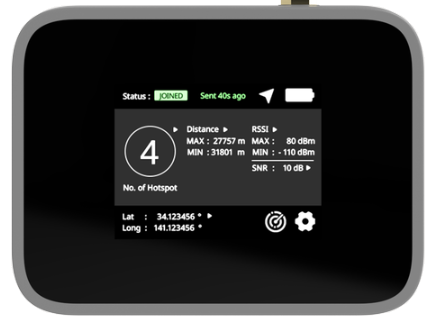 Status : JOINED Sent 40s ago
Distance ▸ RSSI ▸
MAX : 27757 m MAX : 80 dBm
MIN : 31801 m MIN : - 110 dBm
4
SNR : 10 dB ▸
No. of Hotspot
Lat : 34.123456 ° ▸
Long : 141.123456 °